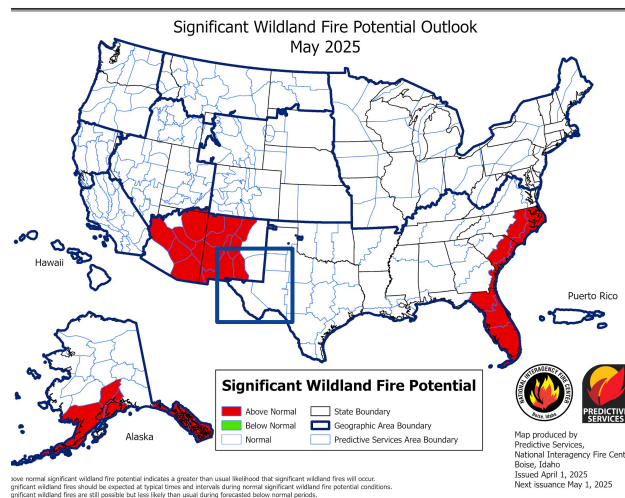 Significant Wildland Fire Potential Outlook
May 2025
Hawaii
Puerto Rico
Alaska
Significant Wildland Fire Potential
Above Normal
Below Normal
Normal
State Boundary
Geographic Area Boundary
Predictive Services Area Boundary
NATIONAL INTERAGENCY FIRE CENTER
Boise, Idaho
PREDICTIVE
SERVICES
Map produced by
Predictive Services,
National Interagency Fire Cent
Boise, Idaho
Issued April 1, 2025
Next issuance May 1, 2025
bove normal significant wildland fire potential indicates a greater than usual likelihood that significant wildland fires will occur.
gnificant wildland fires should be expected at typical times and intervals during normal significant wildland fire potential conditions.
gnificant wildland fires are still possible but less likely than usual during forecasted below normal periods.